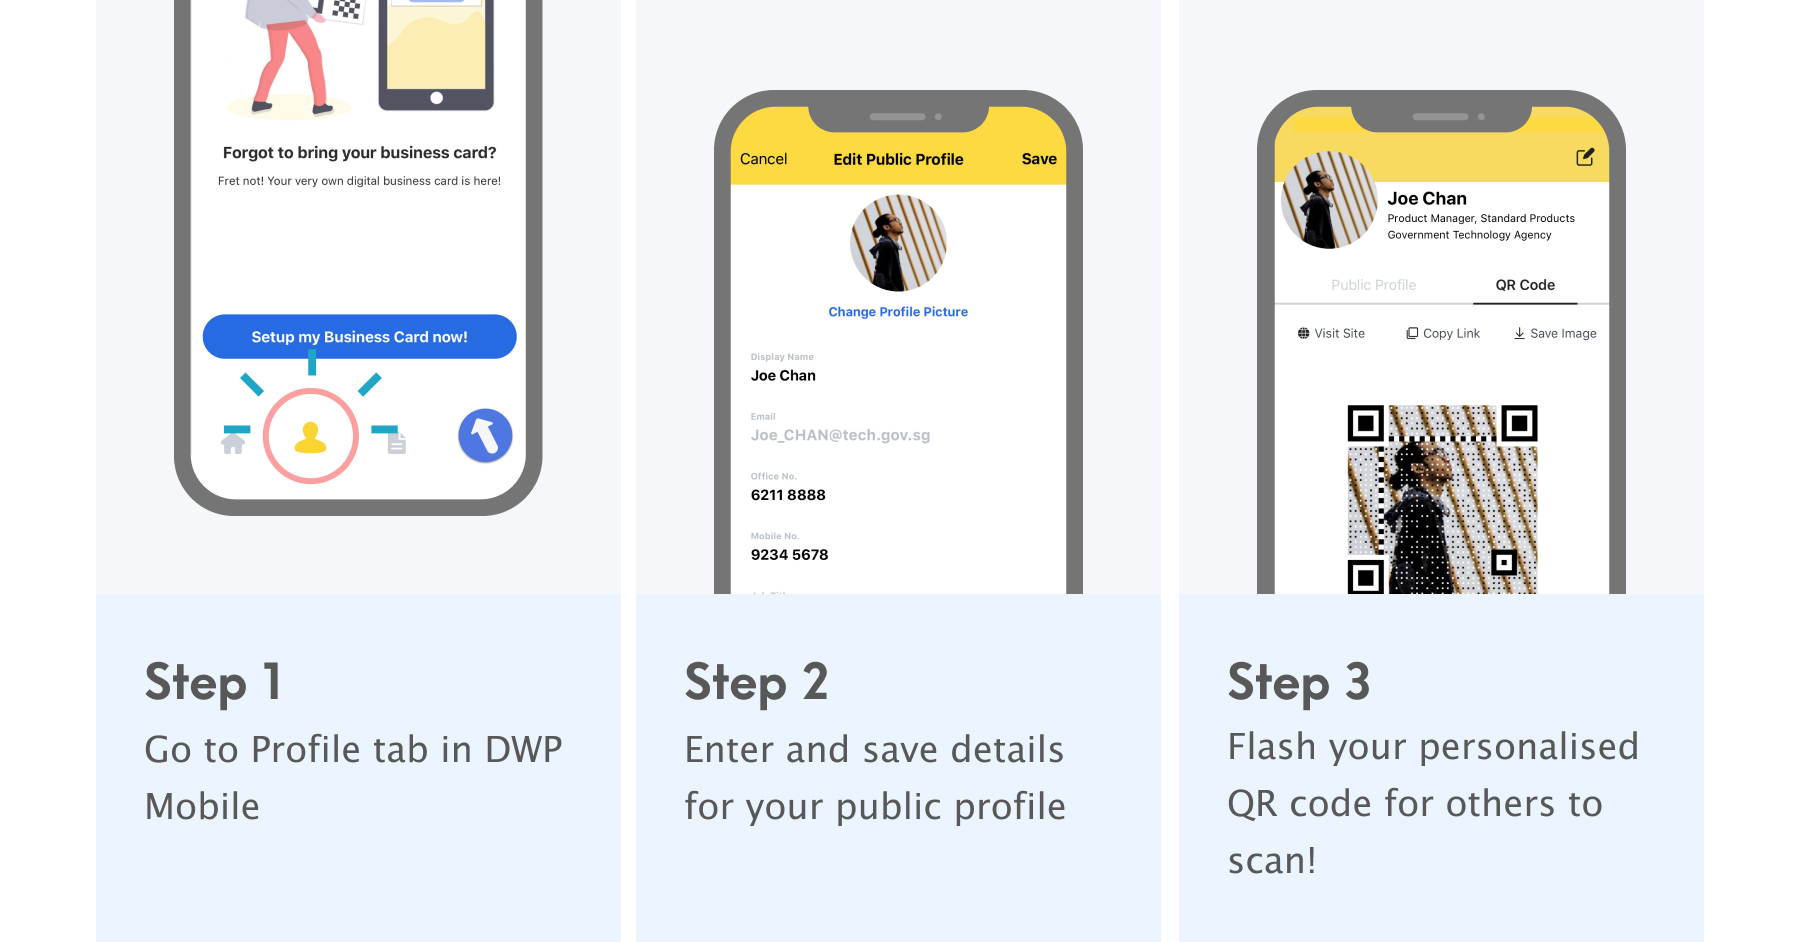 Forgot to bring your business card?
Fret not! Your very own digital business card is here!
Setup my Business Card now!
Step 1
Go to Profile tab in DWP
Mobile
Cancel
Edit Public Profile
Save
Change Profile Picture
Display Name
Joe Chan
Email
Joe_CHAN@tech.gov.sg
Office No.
6211 8888
Mobile No.
9234 5678
Step 2
Enter and save details
for your public profile
Joe Chan
Product Manager, Standard Products
Government Technology Agency
Public Profile
QR Code
Visit Site
Copy Link
Save Image
Step 3
Flash your personalised
QR code for others to
scan!